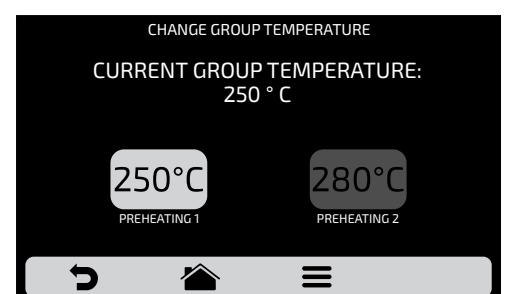 CHANGE GROUP TEMPERATURE
CURRENT GROUP TEMPERATURE:
250 ° C
250°C
280°C
PREHEATING 1
PREHEATING 2